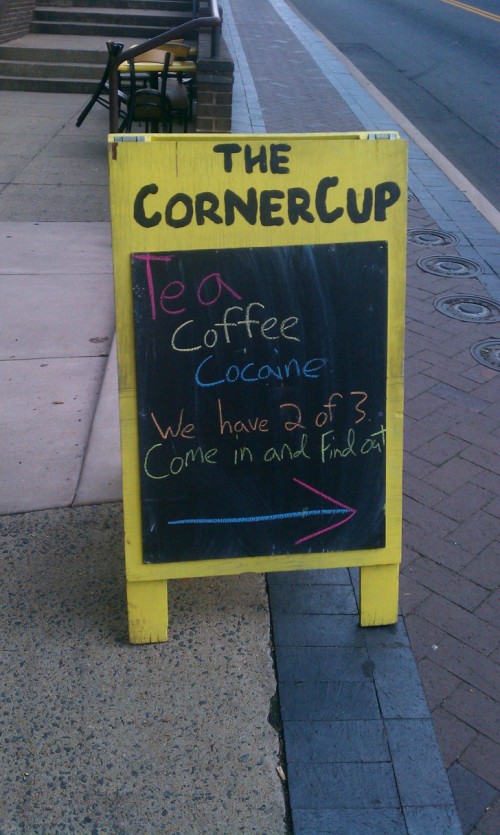 THE
CORNERCUP
Tea
Coffee
Cocaine
We have 2 of 3
Come in and Find out